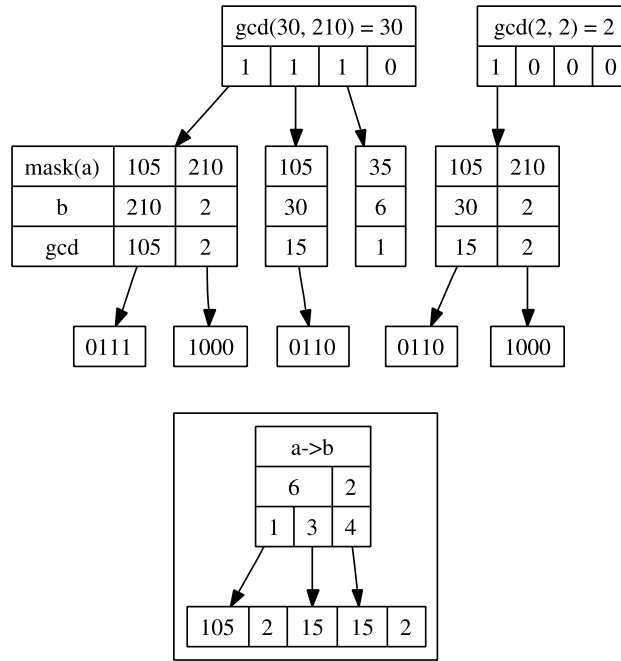 gcd(30, 210) = 30
1 1 1 0
gcd(2, 2) = 2
1 0 0 0
mask(a) 105 210
b 210 2
gcd 105 2
105
30
15
35
6
1
105 210
30 2
15 2
0111
1000
0110
0110
1000
a->b
6 2
1 3 4
105 2 15 15 2